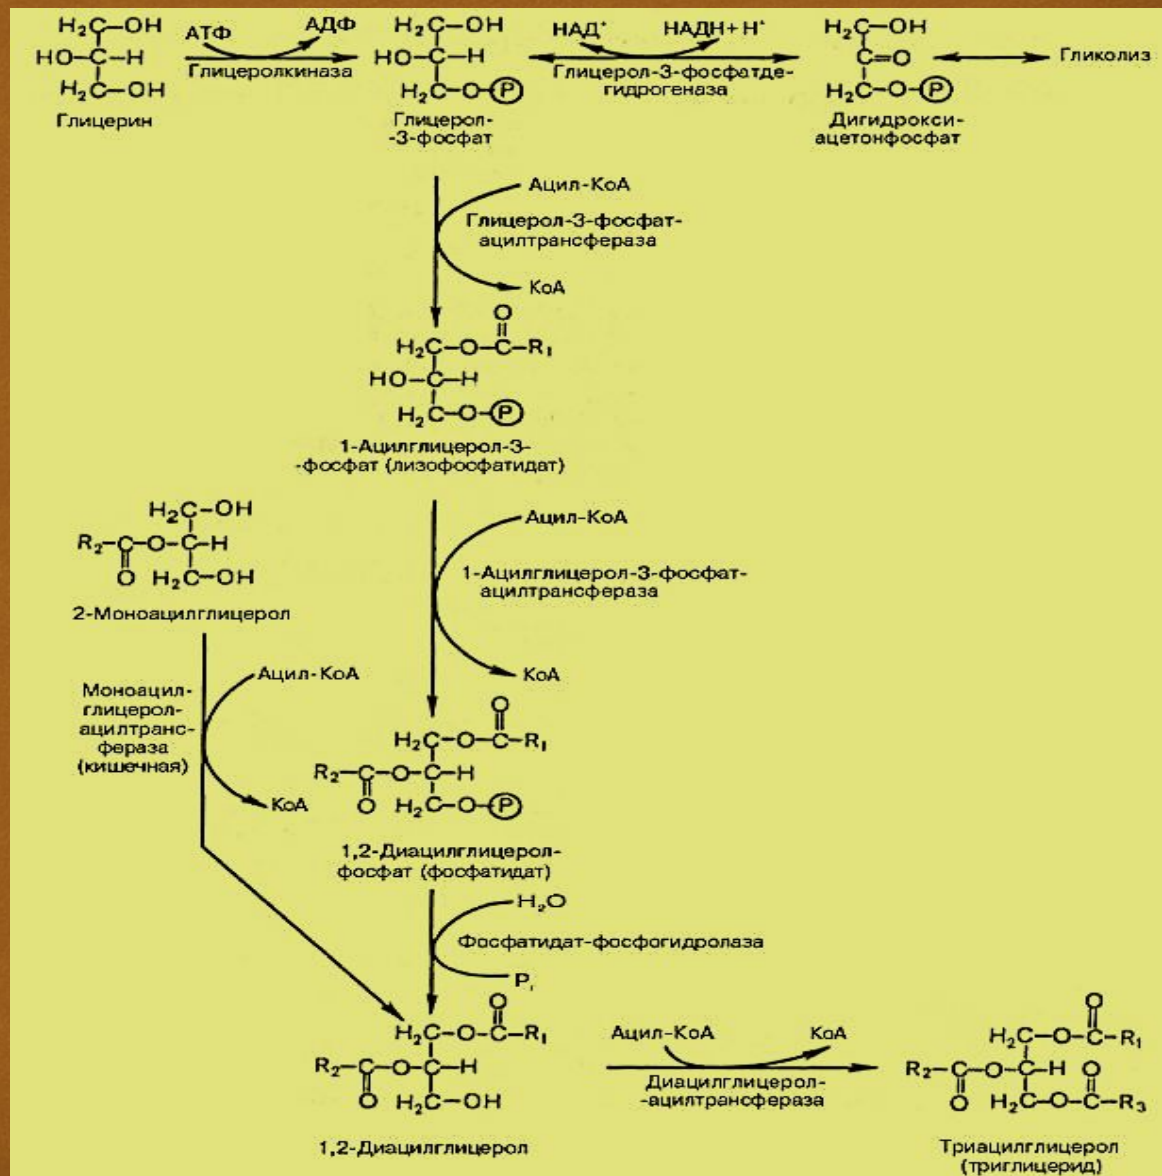 H₂C–OH
HO–C–H
H₂C–OH
Глицерин
АТФ
АДФ
Глицеролкиназа
H₂C–OH
HO–C–H
H₂C–O–P
Глицерол-
-3-фосфат
НАД⁺
НАДН + Н⁺
Глицерол-3-фосфатде-
гидрогеназа
H₂C–OH
C=O
H₂C–O–P
Дигидрокси-
ацетонфосфат
Гликолиз
Ацил-КоА
Глицерол-3-фосфат-
ацилтрансфераза
КоА
O
H₂C–O–C–R₁
HO–C–H
H₂C–O–P
1-Ацилглицерол-3-
-фосфат (лизофосфатидат)
H₂C–OH
R₂–C–O–C–H
O H₂C–OH
2-Моноацилглицерол
Ацил-КоА
1-Ацилглицерол-3-фосфат-
ацилтрансфераза
КоА
Ацил-КоА
Моноацил-
глицерол-
ацилтранс-
фераза
(кишечная)
КоА
O
H₂C–O–C–R₁
R₂–C–O–C–H
O H₂C–O–P
1,2-Диацилглицерол-
фосфат (фосфатидат)
H₂O
Фосфатидат-фосфогидролаза
Pᵢ
O
H₂C–O–C–R₁
R₂–C–O–C–H
O H₂C–OH
1,2-Диацилглицерол
Ацил-КоА
КоА
Диацилглицерол-
-ацилтрансфераза
O
H₂C–O–C–R₁
R₂–C–O–C–H O
O H₂C–O–C–R₃
Триацилглицерол
(триглицерид)